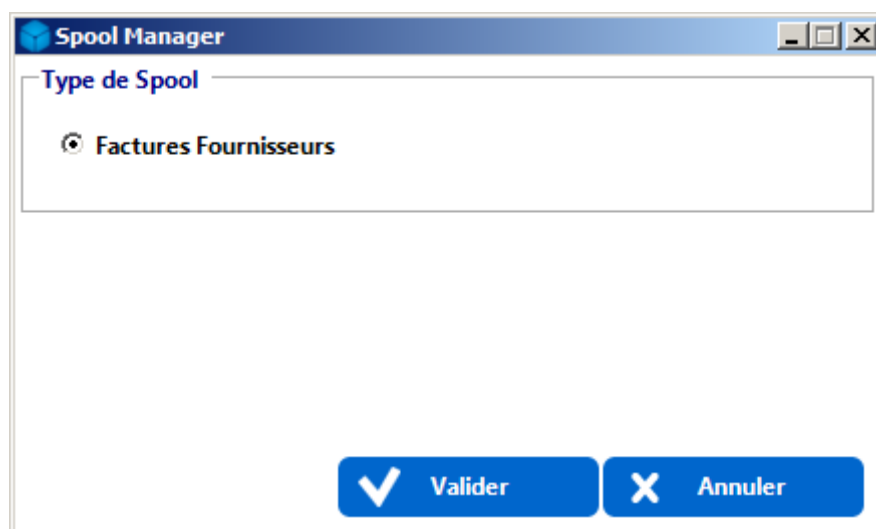 Spool Manager
Type de Spool
Factures Fournisseurs
Valider Annuler